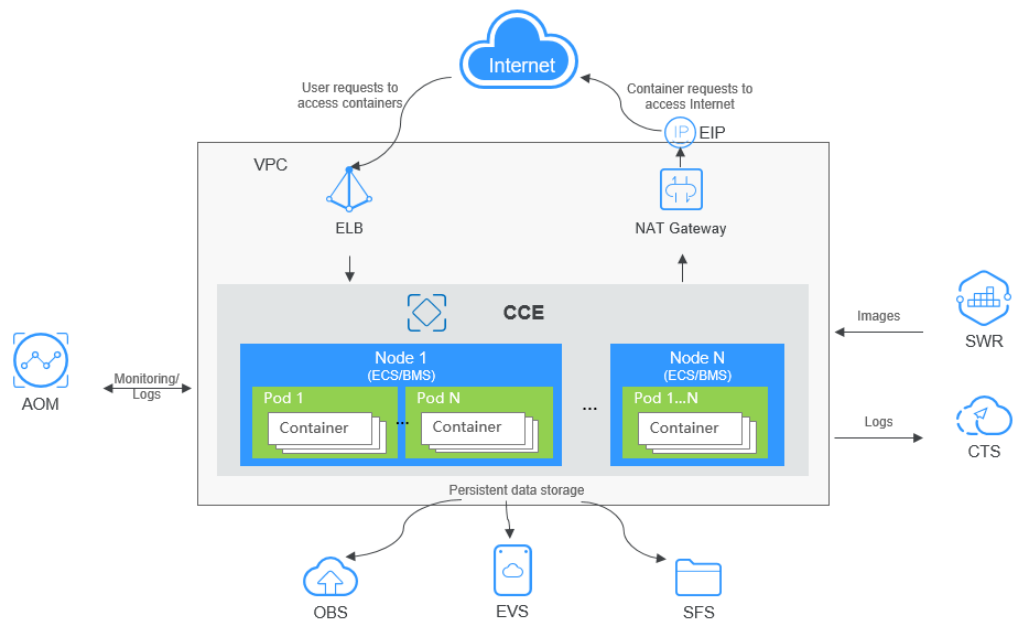 Internet
User requests to
access containers
Container requests to
access Internet
IP
EIP
VPC
ELB
NAT Gateway
CCE
Node 1
(ECS/BMS)
Pod 1
Container
...
Pod N
Container
...
Node N
(ECS/BMS)
Pod 1...N
Container
AOM
Monitoring/
Logs
Images
SWR
Logs
CTS
Persistent data storage
OBS
EVS
SFS